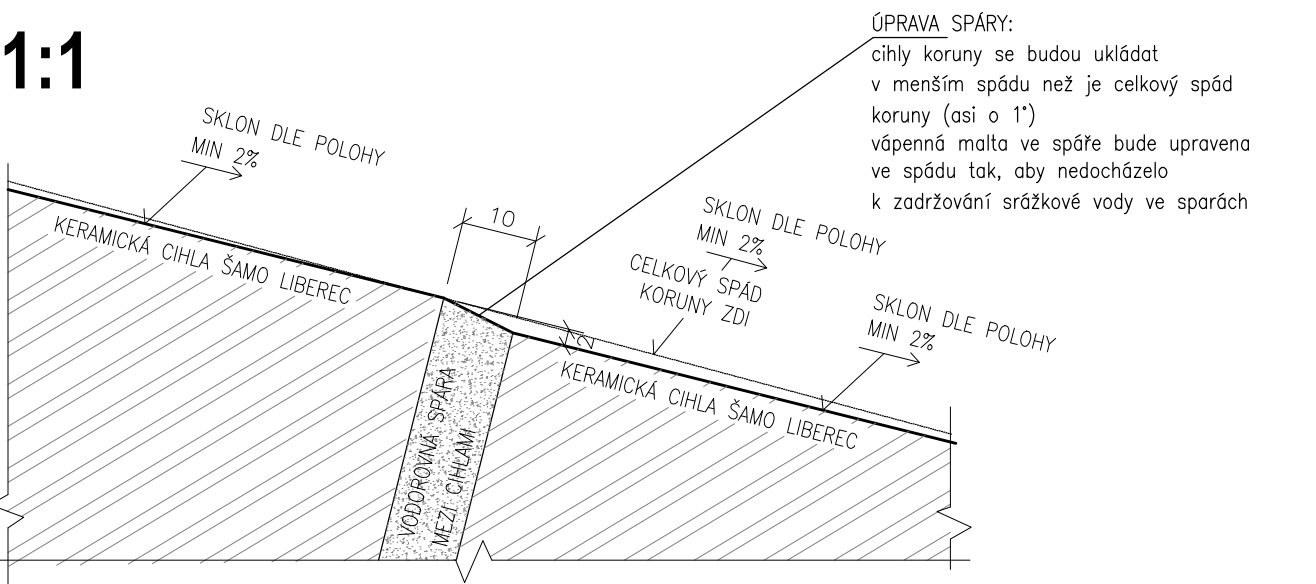 1:1
ÚPRAVA SPÁRY:
cihly koruny se budou ukládat
v menším spádu než je celkový spád
koruny (asi o 1°)
vápenná malta ve spáře bude upravena
ve spádu tak, aby nedocházelo
k zadržování srážkové vody ve sparách
SKLON DLE POLOHY
MIN 2%
KERAMICKÁ CIHLA ŠAMO LIBEREC
10
SKLON DLE POLOHY
MIN 2%
CELKOVÝ SPÁD
KORUNY ZDI
2
SKLON DLE POLOHY
MIN 2%
KERAMICKÁ CIHLA ŠAMO LIBEREC
VODOROVNÁ SPÁRA
MEZI CIHLAMI